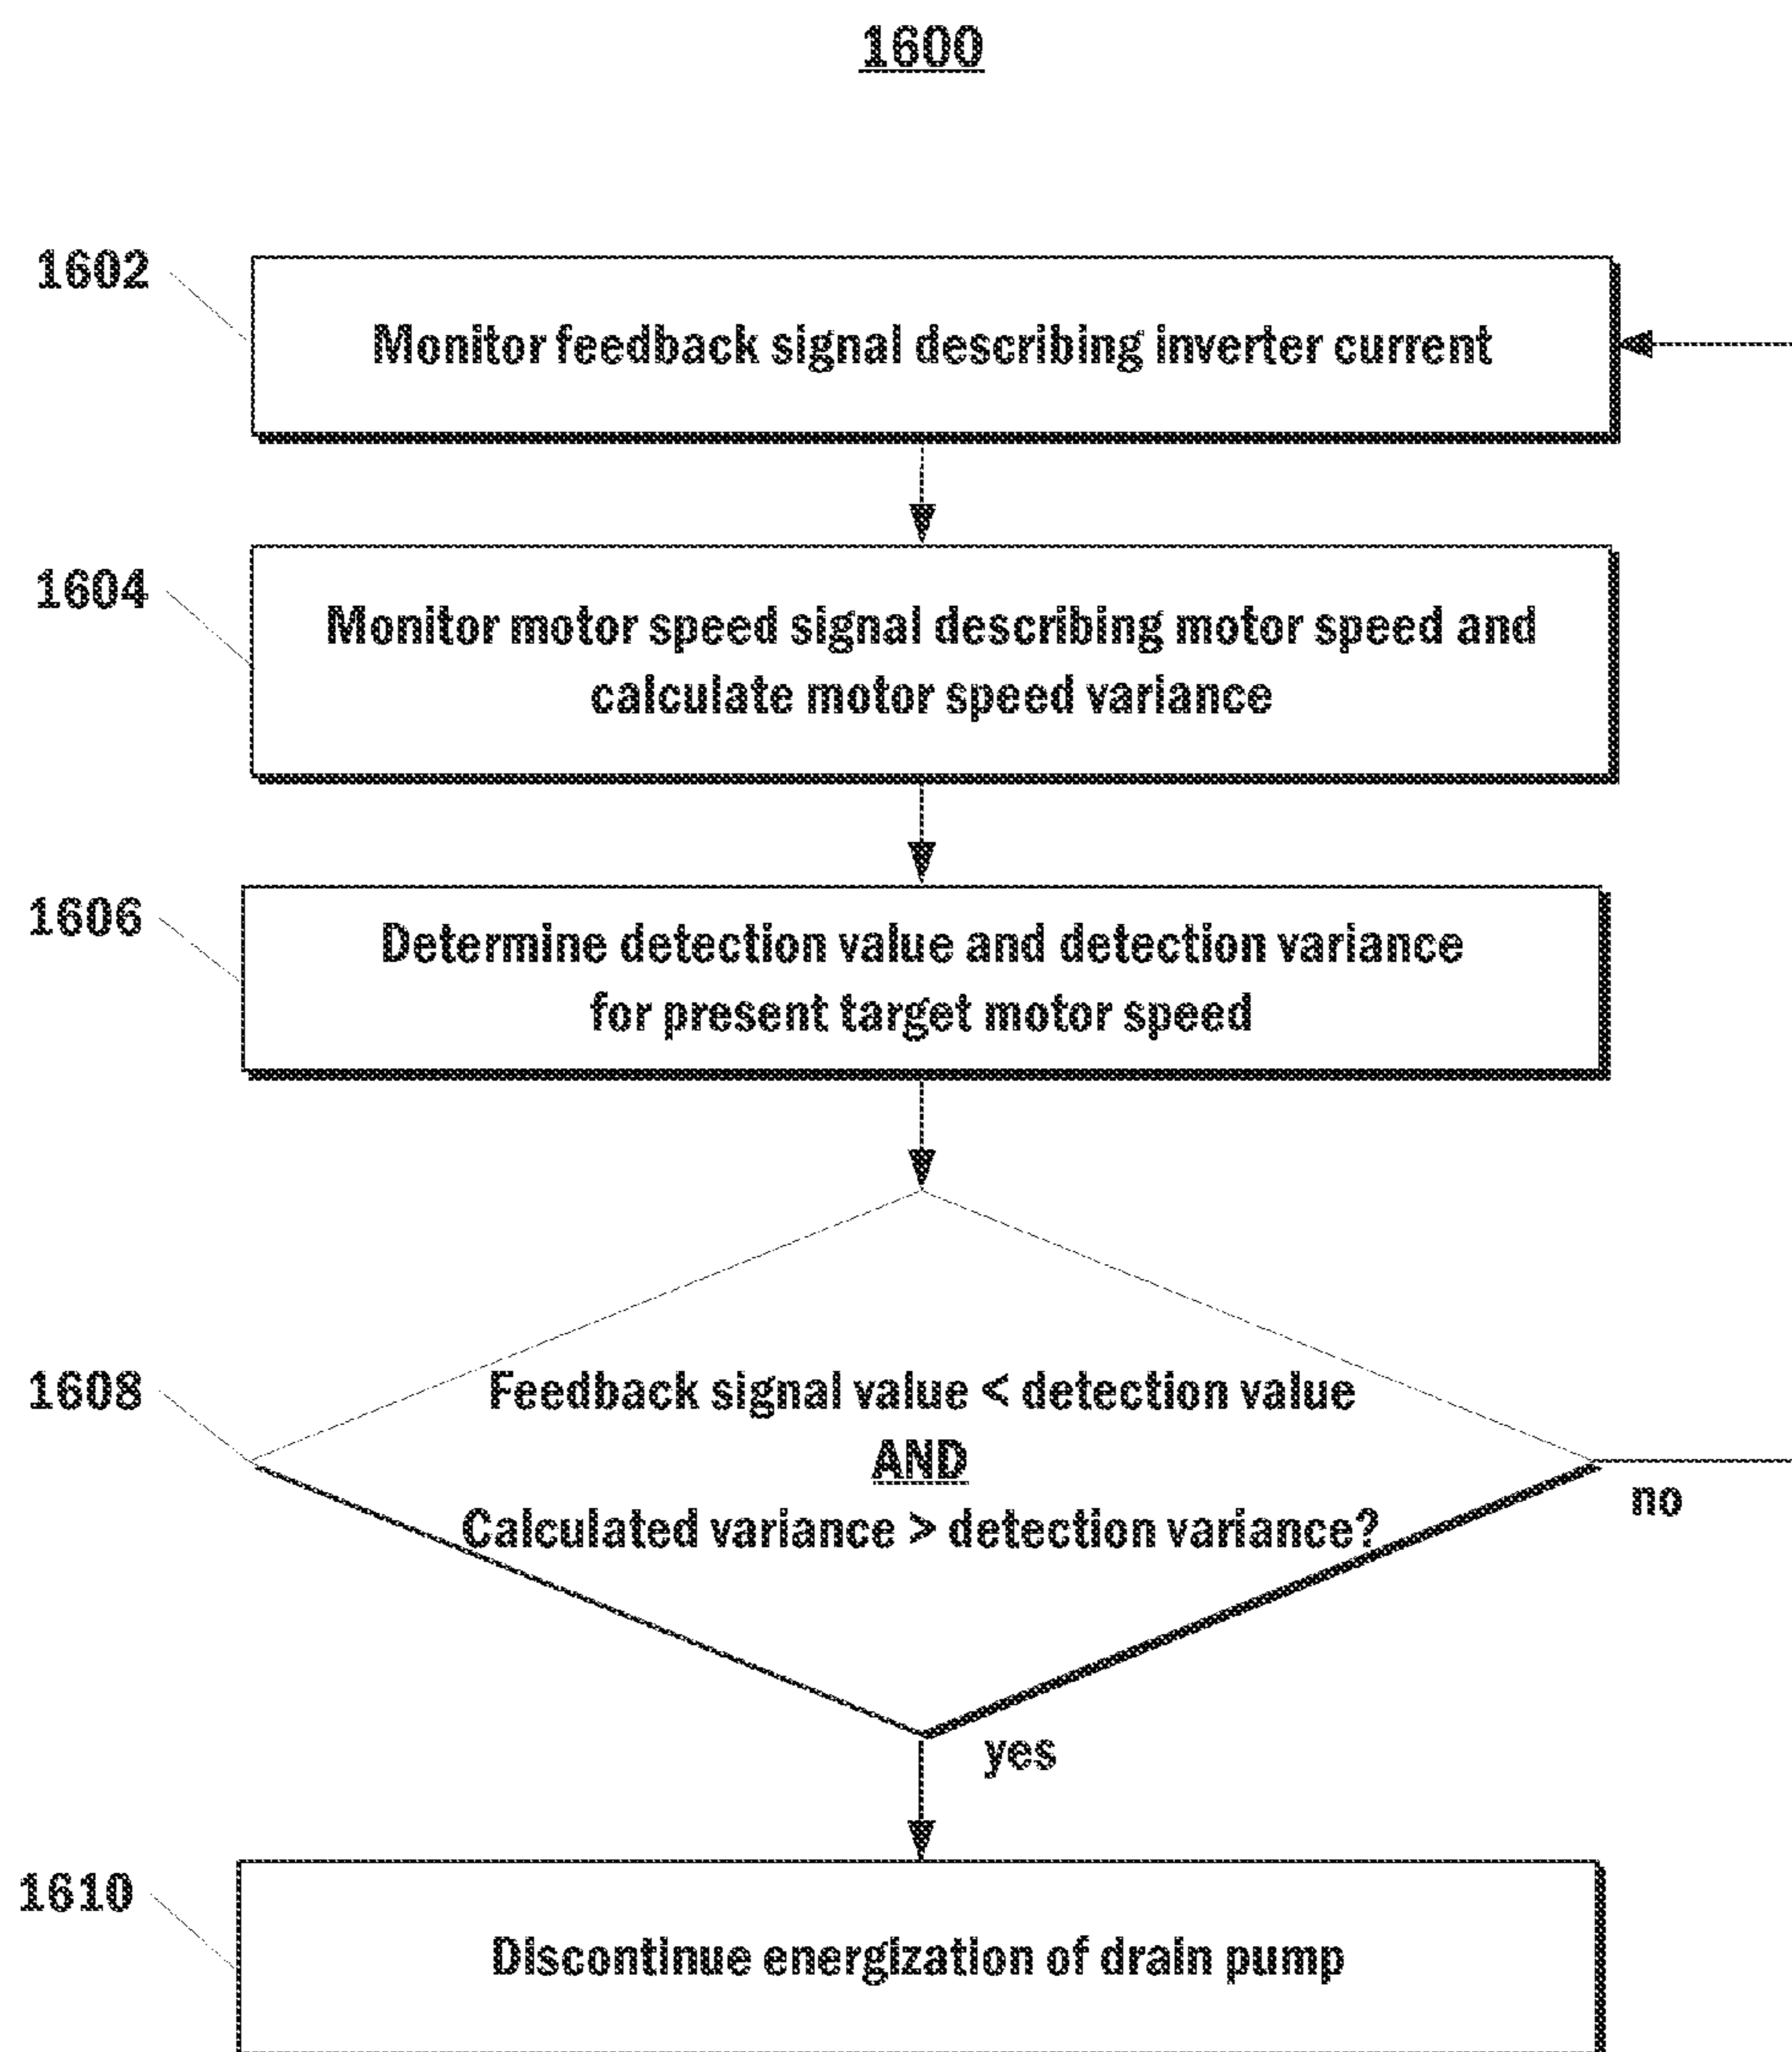 1600
1602
Monitor feedback signal describing inverter current
1604
Monitor motor speed signal describing motor speed and
calculate motor speed variance
1606
Determine detection value and detection variance
for present target motor speed
1608
Feedback signal value < detection value
AND
Calculated variance > detection variance?
no
yes
1610
Discontinue energization of drain pump